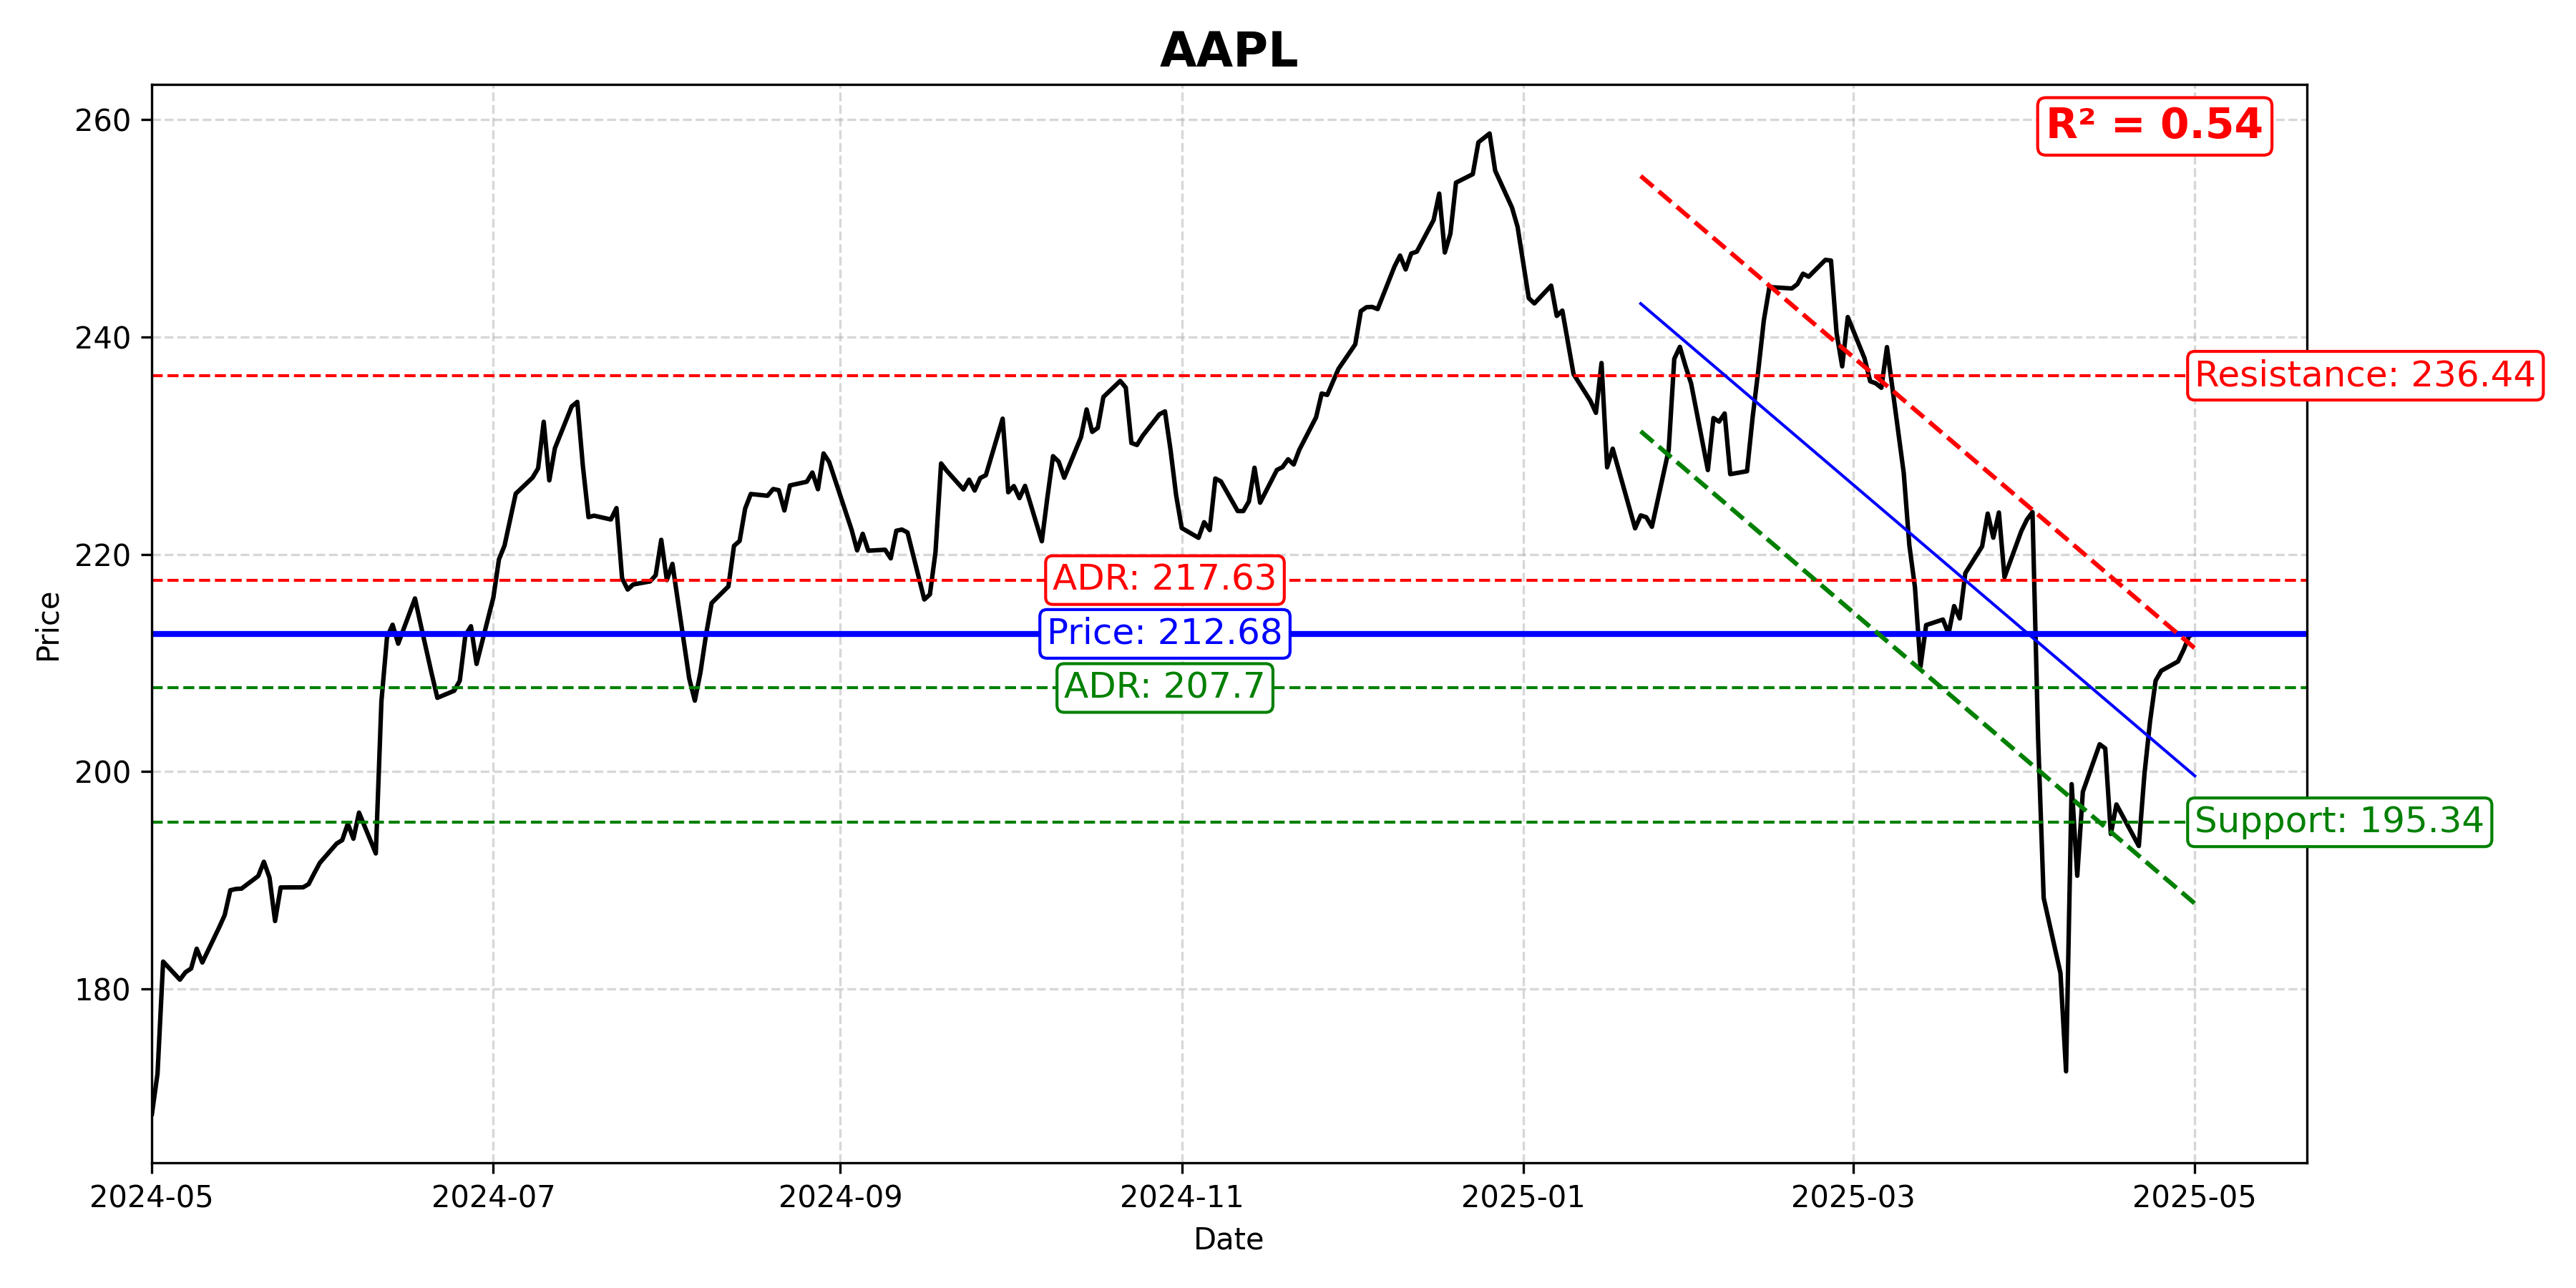 AAPL
R² = 0.54
260
240
220
200
180
Price
Resistance: 236.44
ADR: 217.63
Price: 212.68
ADR: 207.7
Support: 195.34
2024-05
2024-07
2024-09
2024-11
2025-01
2025-03
2025-05
Date